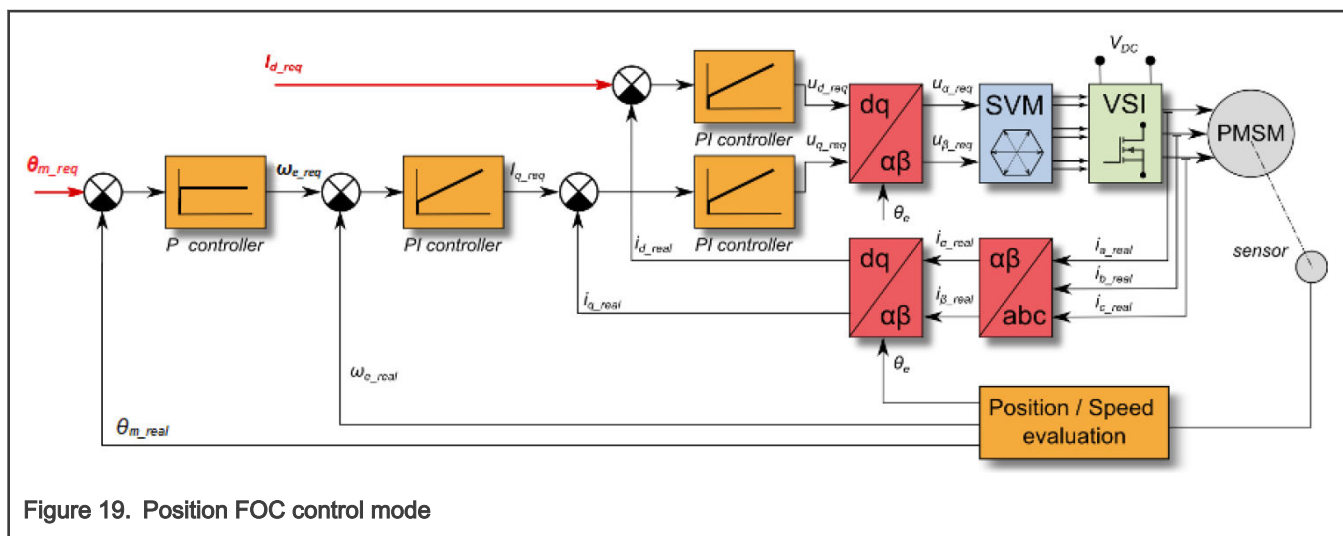 I_d_req
V_DC
u_d_req
u_α_req
dq
SVM
VSI
PMSM
PI controller
u_q_req
αβ
u_β_req
θ_m_req
ω_e_req
I_q_req
P controller
PI controller
PI controller
θ_e
i_d_real
i_α_real
i_a_real
sensor
dq
αβ
i_b_real
i_q_real
αβ
i_β_real
abc
i_c_real
θ_e
ω_e_real
Position / Speed
evaluation
θ_m_real
Figure 19. Position FOC control mode